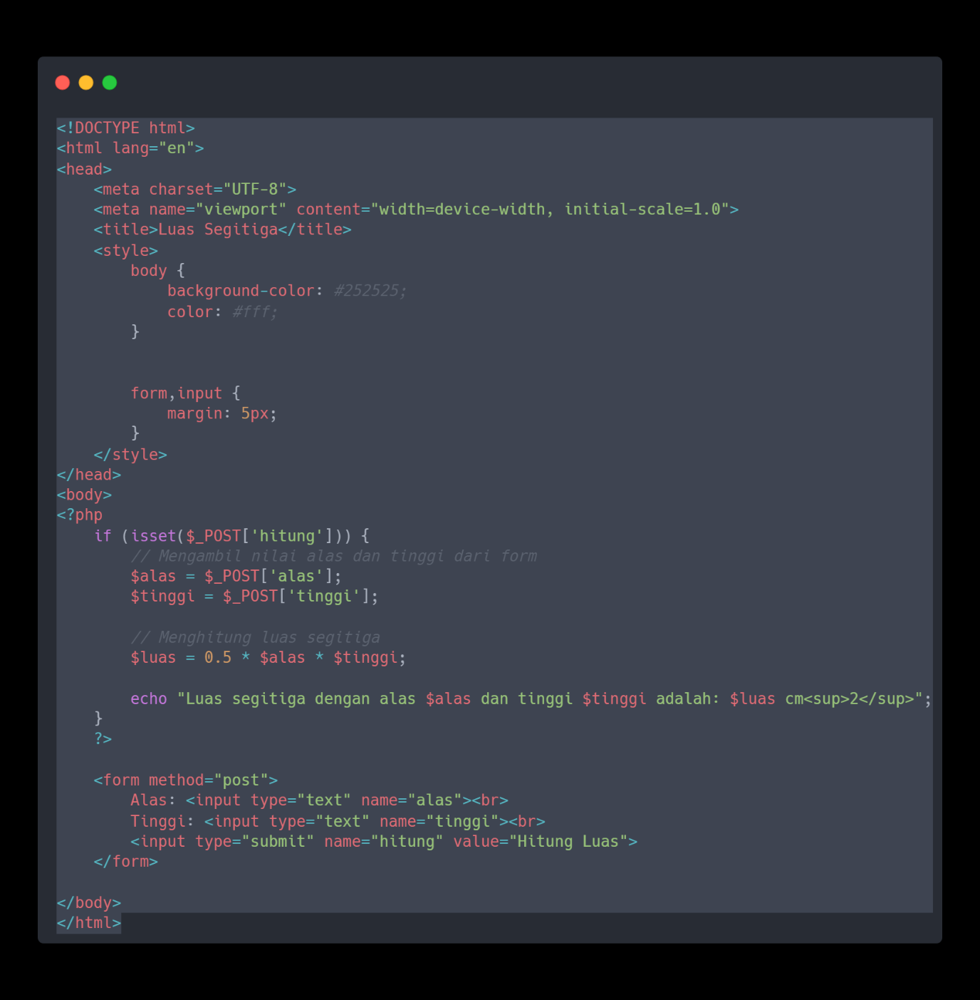 <!DOCTYPE html>
<html lang="en">
<head>
    <meta charset="UTF-8">
    <meta name="viewport" content="width=device-width, initial-scale=1.0">
    <title>Luas Segitiga</title>
    <style>
        body {
            background-color: #252525;
            color: #fff;
        }


        form,input {
            margin: 5px;
        }
    </style>
</head>
<body>
<?php
    if (isset($_POST['hitung'])) {
        // Mengambil nilai alas dan tinggi dari form
        $alas = $_POST['alas'];
        $tinggi = $_POST['tinggi'];

        // Menghitung luas segitiga
        $luas = 0.5 * $alas * $tinggi;

        echo "Luas segitiga dengan alas $alas dan tinggi $tinggi adalah: $luas cm<sup>2</sup>";
    }
    ?>

    <form method="post">
        Alas: <input type="text" name="alas"><br>
        Tinggi: <input type="text" name="tinggi"><br>
        <input type="submit" name="hitung" value="Hitung Luas">
    </form>

</body>
</html>